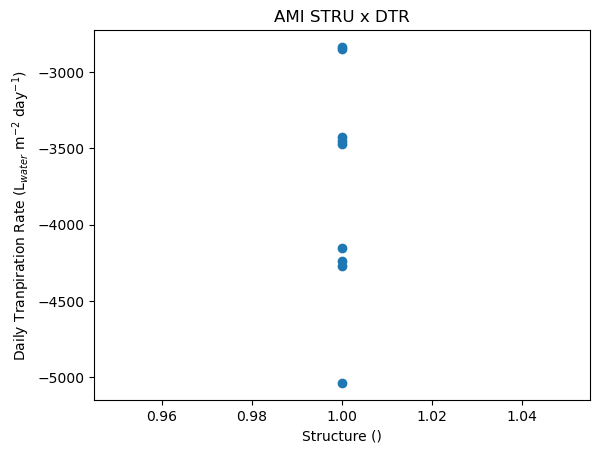 AMI STRU x DTR
Daily Tranpiration Rate (L$_{water}$ m$^{-2}$ day$^{-1}$)
−3000
−3500
−4000
−4500
−5000
0.96 0.98 1.00 1.02 1.04
Structure ()